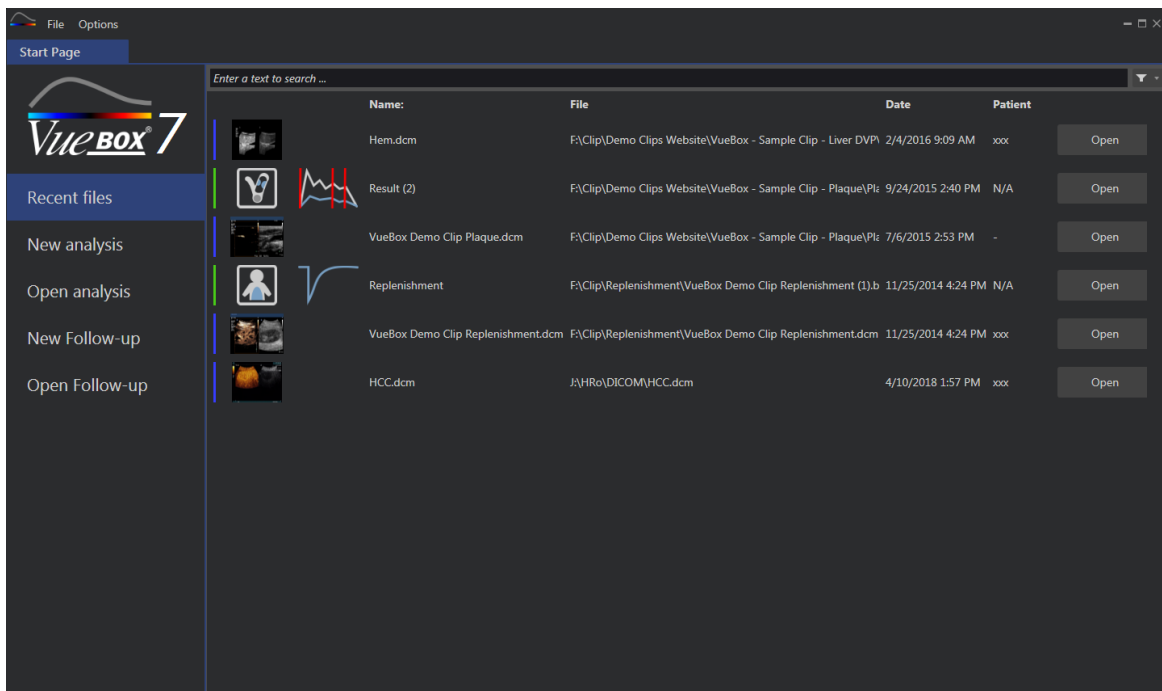 File Options
Start Page
Enter a text to search ...
VUEBOX® 7
Name: File Date Patient
Hem.dcm F:\Clip\Demo Clips Website\VueBox - Sample Clip - Liver DVP\ 2/4/2016 9:09 AM xxx Open
Recent files
Result (2) F:\Clip\Demo Clips Website\VueBox - Sample Clip - Plaque\Pla 9/24/2015 2:40 PM N/A Open
New analysis
VueBox Demo Clip Plaque.dcm F:\Clip\Demo Clips Website\VueBox - Sample Clip - Plaque\Pla 7/6/2015 2:53 PM - Open
Open analysis
Replenishment F:\Clip\Replenishment\VueBox Demo Clip Replenishment (1).b 11/25/2014 4:24 PM N/A Open
New Follow-up
VueBox Demo Clip Replenishment.dcm F:\Clip\Replenishment\VueBox Demo Clip Replenishment.dcm 11/25/2014 4:24 PM xxx Open
Open Follow-up
HCC.dcm J:\HRo\DICOM\HCC.dcm 4/10/2018 1:57 PM xxx Open